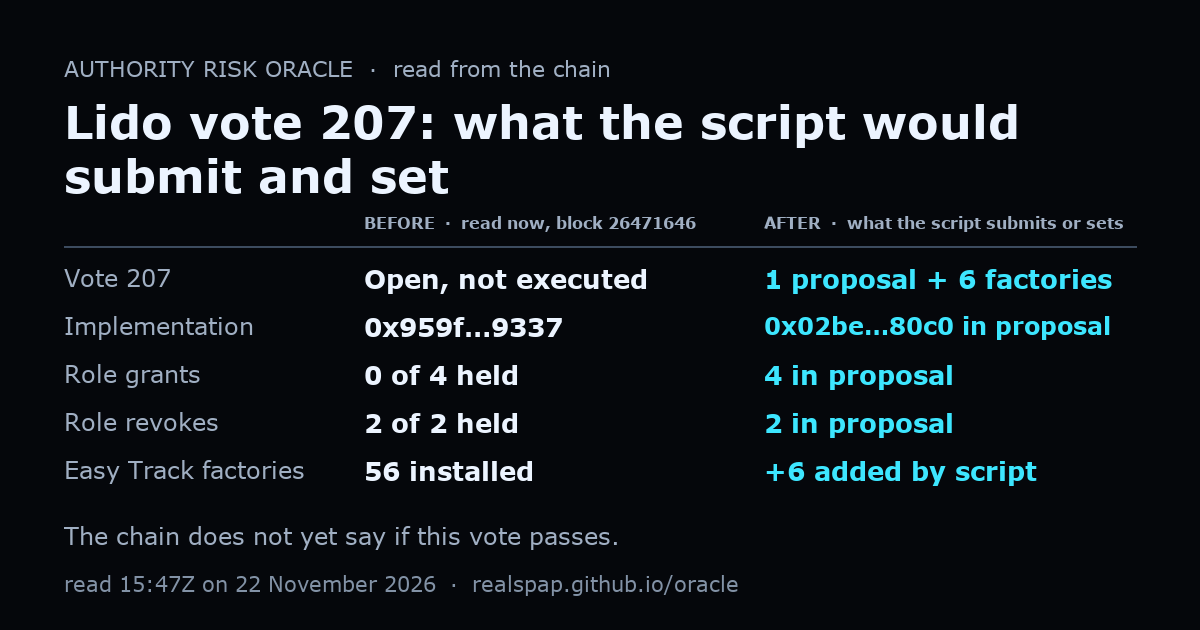 AUTHORITY RISK ORACLE · read from the chain
Lido vote 207: what the script would
submit and set
BEFORE · read now, block 26471646 AFTER · what the script submits or sets
Vote 207 Open, not executed 1 proposal + 6 factories
Implementation 0x959f...9337 0x02be...80c0 in proposal
Role grants 0 of 4 held 4 in proposal
Role revokes 2 of 2 held 2 in proposal
Easy Track factories 56 installed +6 added by script
The chain does not yet say if this vote passes.
read 15:47Z on 22 November 2026 · realspap.github.io/oracle